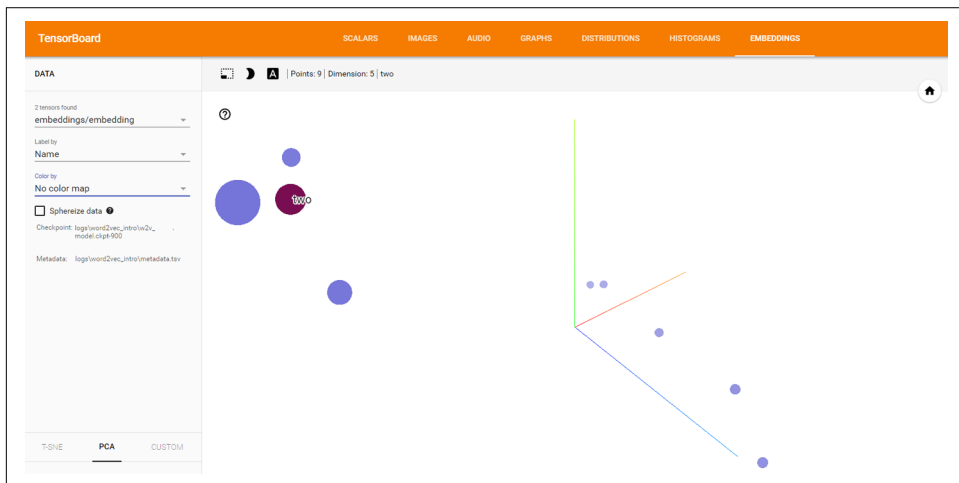 TensorBoard
SCALARS IMAGES AUDIO GRAPHS DISTRIBUTIONS HISTOGRAMS EMBEDDINGS
DATA
A | Points: 9 | Dimension: 5 | two
2 tensors found
embeddings/embedding
Label by
Name
Color by
No color map
Sphereize data
Checkpoint: logs\word2vec_intro\w2v_
model.ckpt-900
Metadata: logs\word2vec_intro\metadata.tsv
two
T-SNE PCA CUSTOM